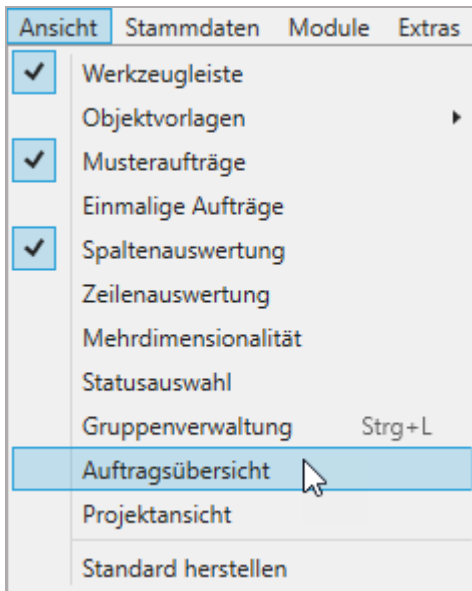 Ansicht Stammdaten Module Extras
Werkzeugleiste
Objektvorlagen
Musteraufträge
Einmalige Aufträge
Spaltenauswertung
Zeilenauswertung
Mehrdimensionalität
Statusauswahl
Gruppenverwaltung Strg+L
Auftragsübersicht
Projektansicht
Standard herstellen